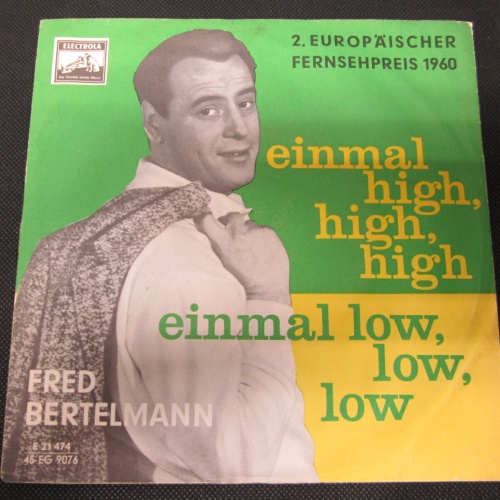 ELECTROLA
2. EUROPÄISCHER
FERNSEHPREIS 1960
einmal
high,
high,
high
einmal low,
low,
low
FRED
BERTELMANN
E 21 474
45-EG 9076